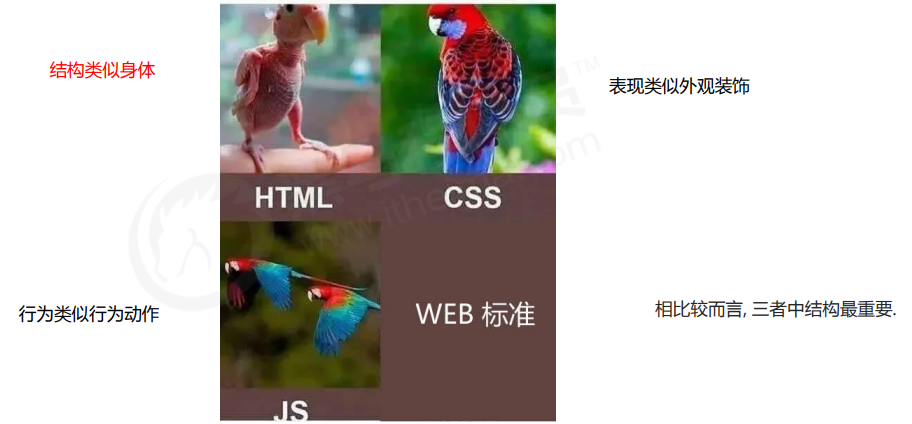 结构类似身体
表现类似外观装饰
HTML
CSS
行为类似行为动作
WEB 标准
相比较而言, 三者中结构最重要.
JS